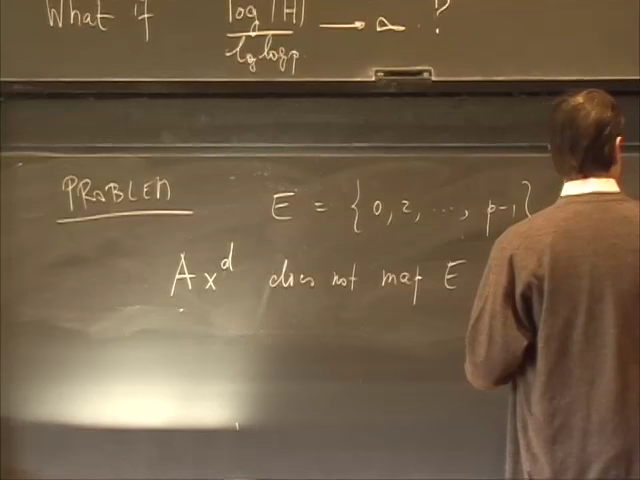 What if log |H| / log log p → ∞ ?
PROBLEM E = { 0, 2, ..., p-1 }
A x^d does not map E